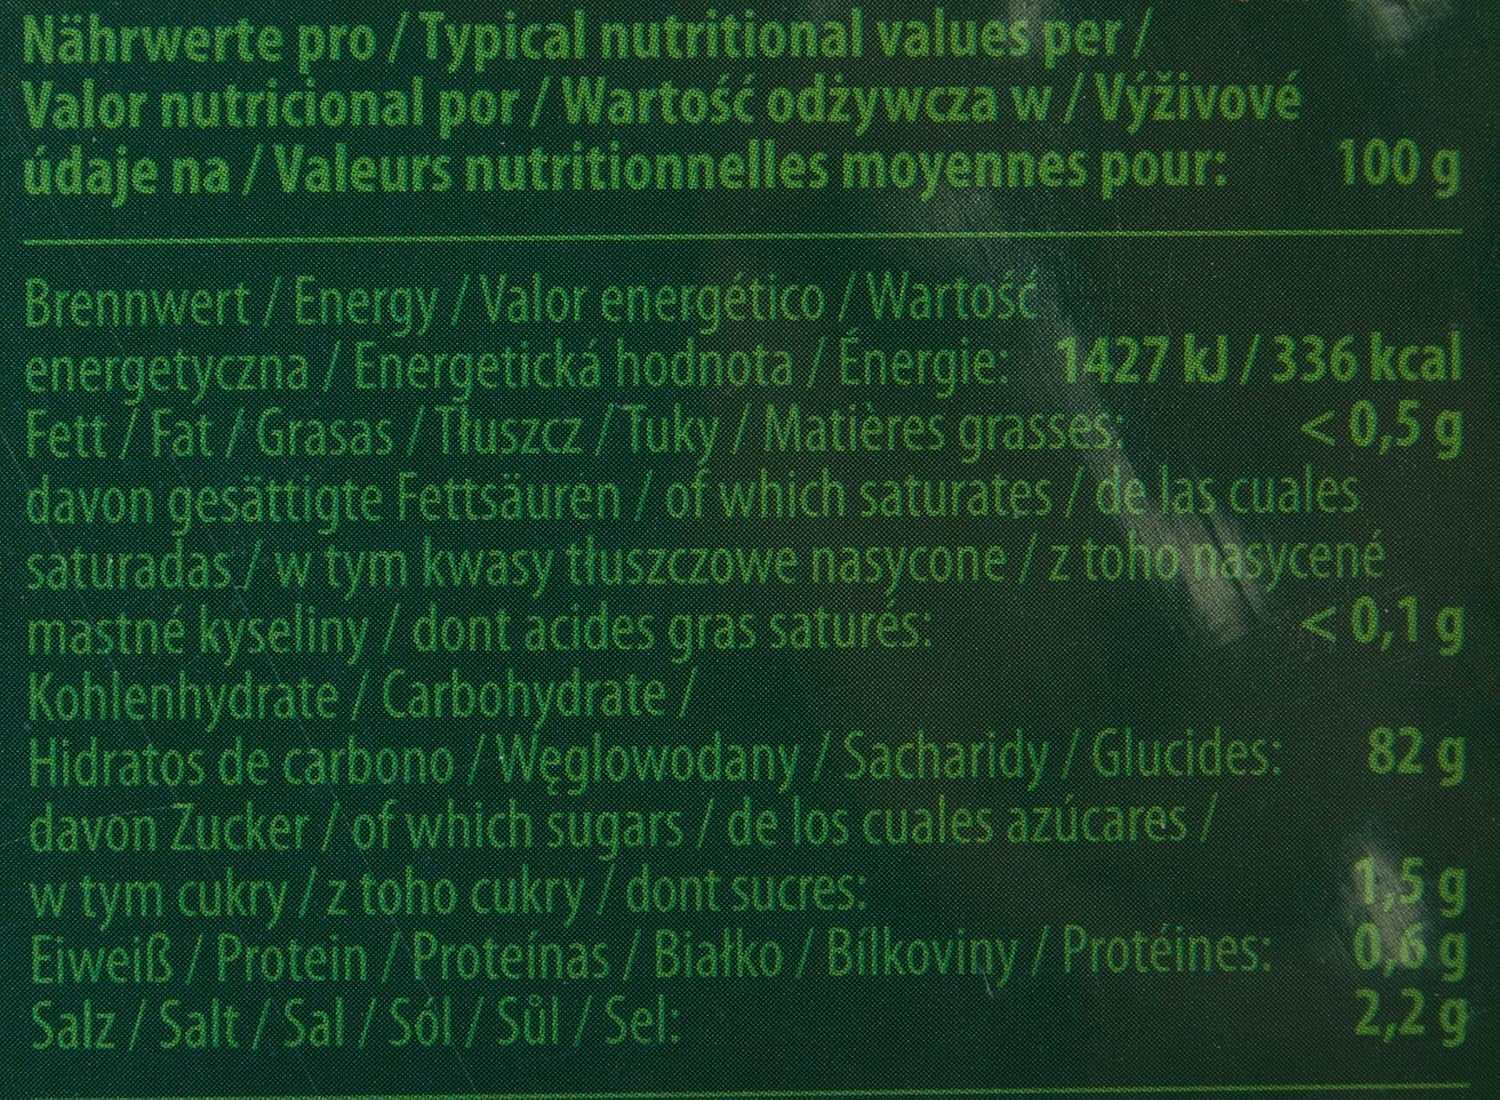 Nährwerte pro / Typical nutritional values per /
Valor nutricional por / Wartość odżywcza w / Výživové
údaje na / Valeurs nutritionnelles moyennes pour: 100 g
Brennwert / Energy / Valor energético / Wartość
energetyczna / Energetická hodnota / Énergie: 1427 kJ / 336 kcal
Fett / Fat / Grasas / Tłuszcz / Tuky / Matières grasses: < 0,5 g
davon gesättigte Fettsäuren / of which saturates / de las cuales
saturadas / w tym kwasy tłuszczowe nasycone / z toho nasycené
mastné kyseliny / dont acides gras saturés: < 0,1 g
Kohlenhydrate / Carbohydrate /
Hidratos de carbono / Węglowodany / Sacharidy / Glucides: 82 g
davon Zucker / of which sugars / de los cuales azúcares /
w tym cukry / z toho cukry / dont sucres: 1,5 g
Eiweiß / Protein / Proteínas / Białko / Bílkoviny / Protéines: 0,6 g
Salz / Salt / Sal / Sól / Sůl / Sel: 2,2 g